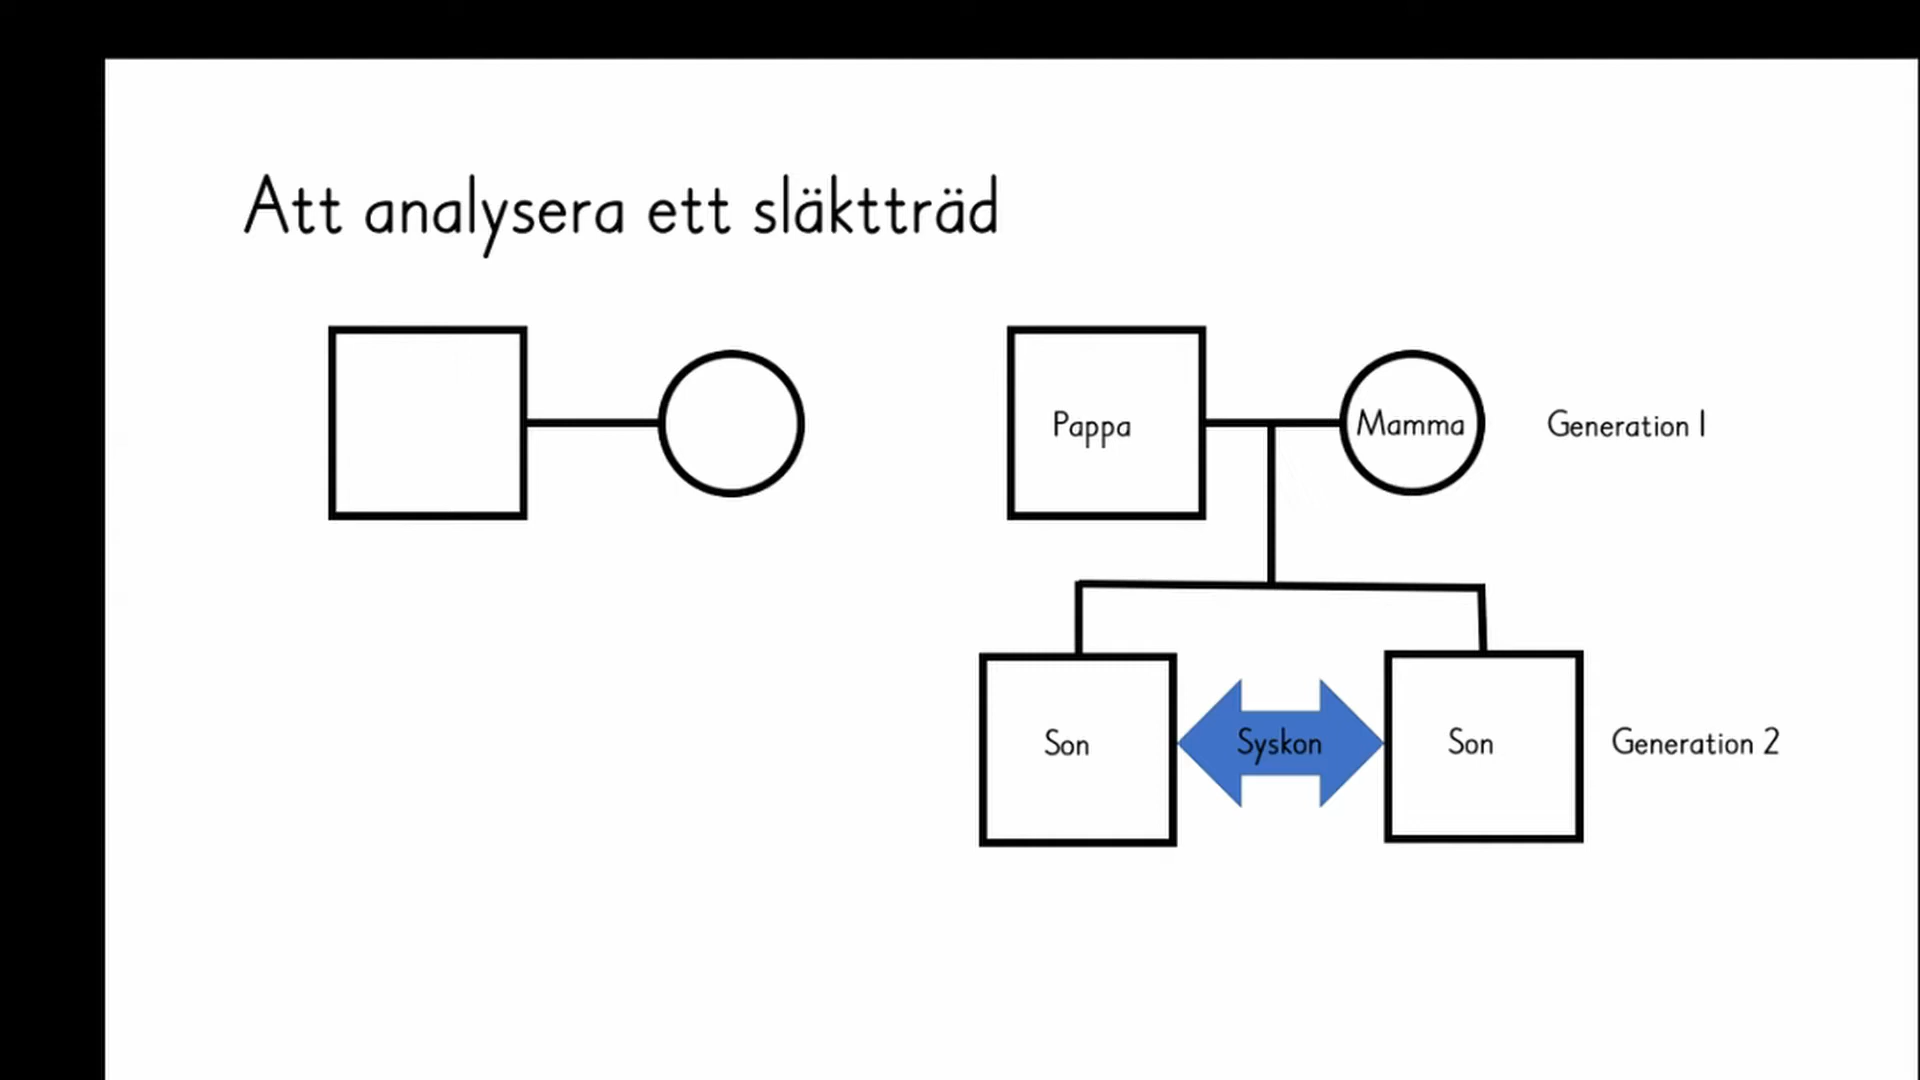 Att analysera ett släktträd
Pappa
Mamma
Generation 1
Son
Syskon
Son
Generation 2